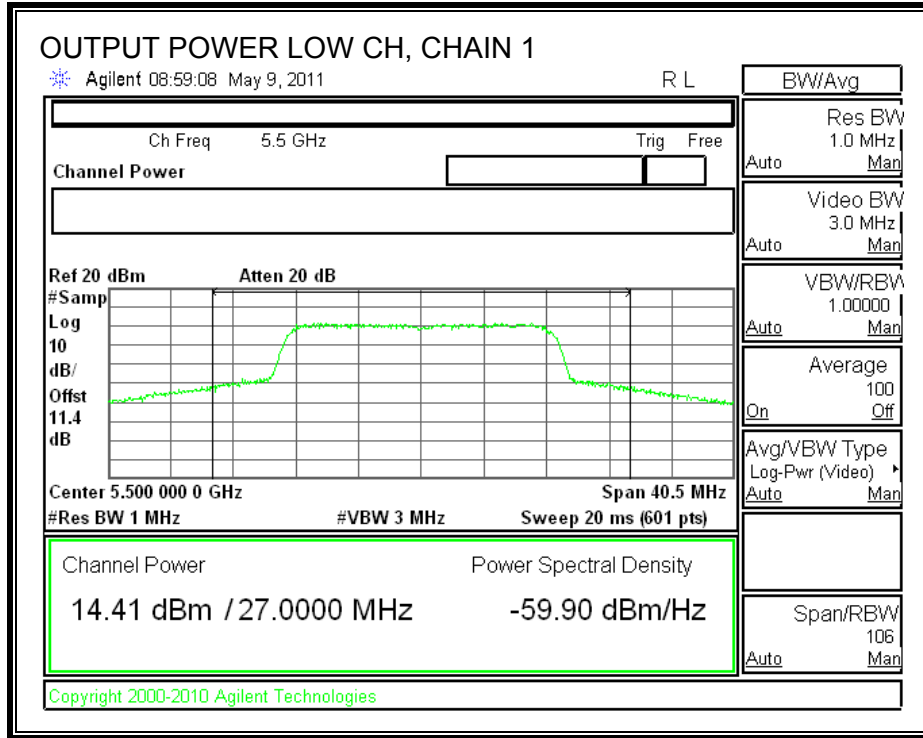 OUTPUT POWER LOW CH, CHAIN 1
Agilent 08:59:08 May 9, 2011 R L
Ch Freq 5.5 GHz Trig Free
Channel Power
Ref 20 dBm Atten 20 dB
#Samp
Log
10
dB/
Offst
11.4
dB
Center 5.500 000 0 GHz Span 40.5 MHz
#Res BW 1 MHz #VBW 3 MHz Sweep 20 ms (601 pts)
Channel Power Power Spectral Density
14.41 dBm / 27.0000 MHz -59.90 dBm/Hz
Copyright 2000-2010 Agilent Technologies
BW/Avg
Res BW
1.0 MHz
Auto Man
Video BW
3.0 MHz
Auto Man
VBW/RBW
1.00000
Auto Man
Average
100
On Off
Avg/VBW Type
Log-Pwr (Video)
Auto Man
Span/RBW
106
Auto Man